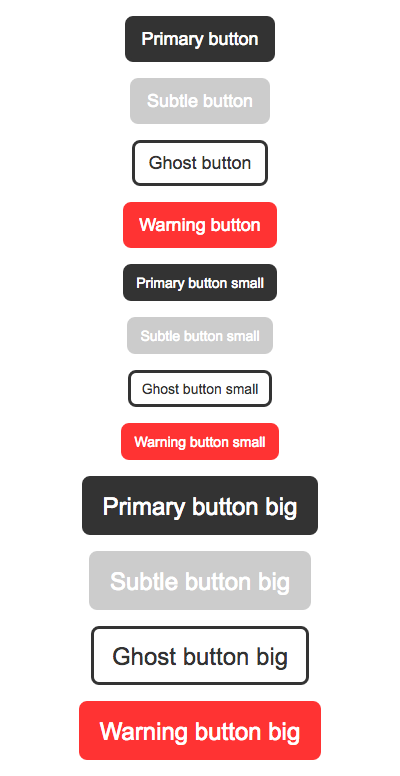 Primary button
Subtle button
Ghost button
Warning button
Primary button small
Subtle button small
Ghost button small
Warning button small
Primary button big
Subtle button big
Ghost button big
Warning button big